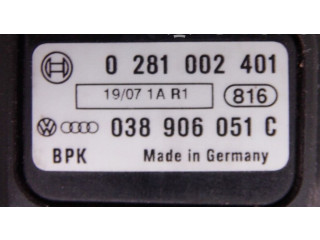 0 281 002 401
19/07 1A R1 816
038 906 051 C
BPK Made in Germany